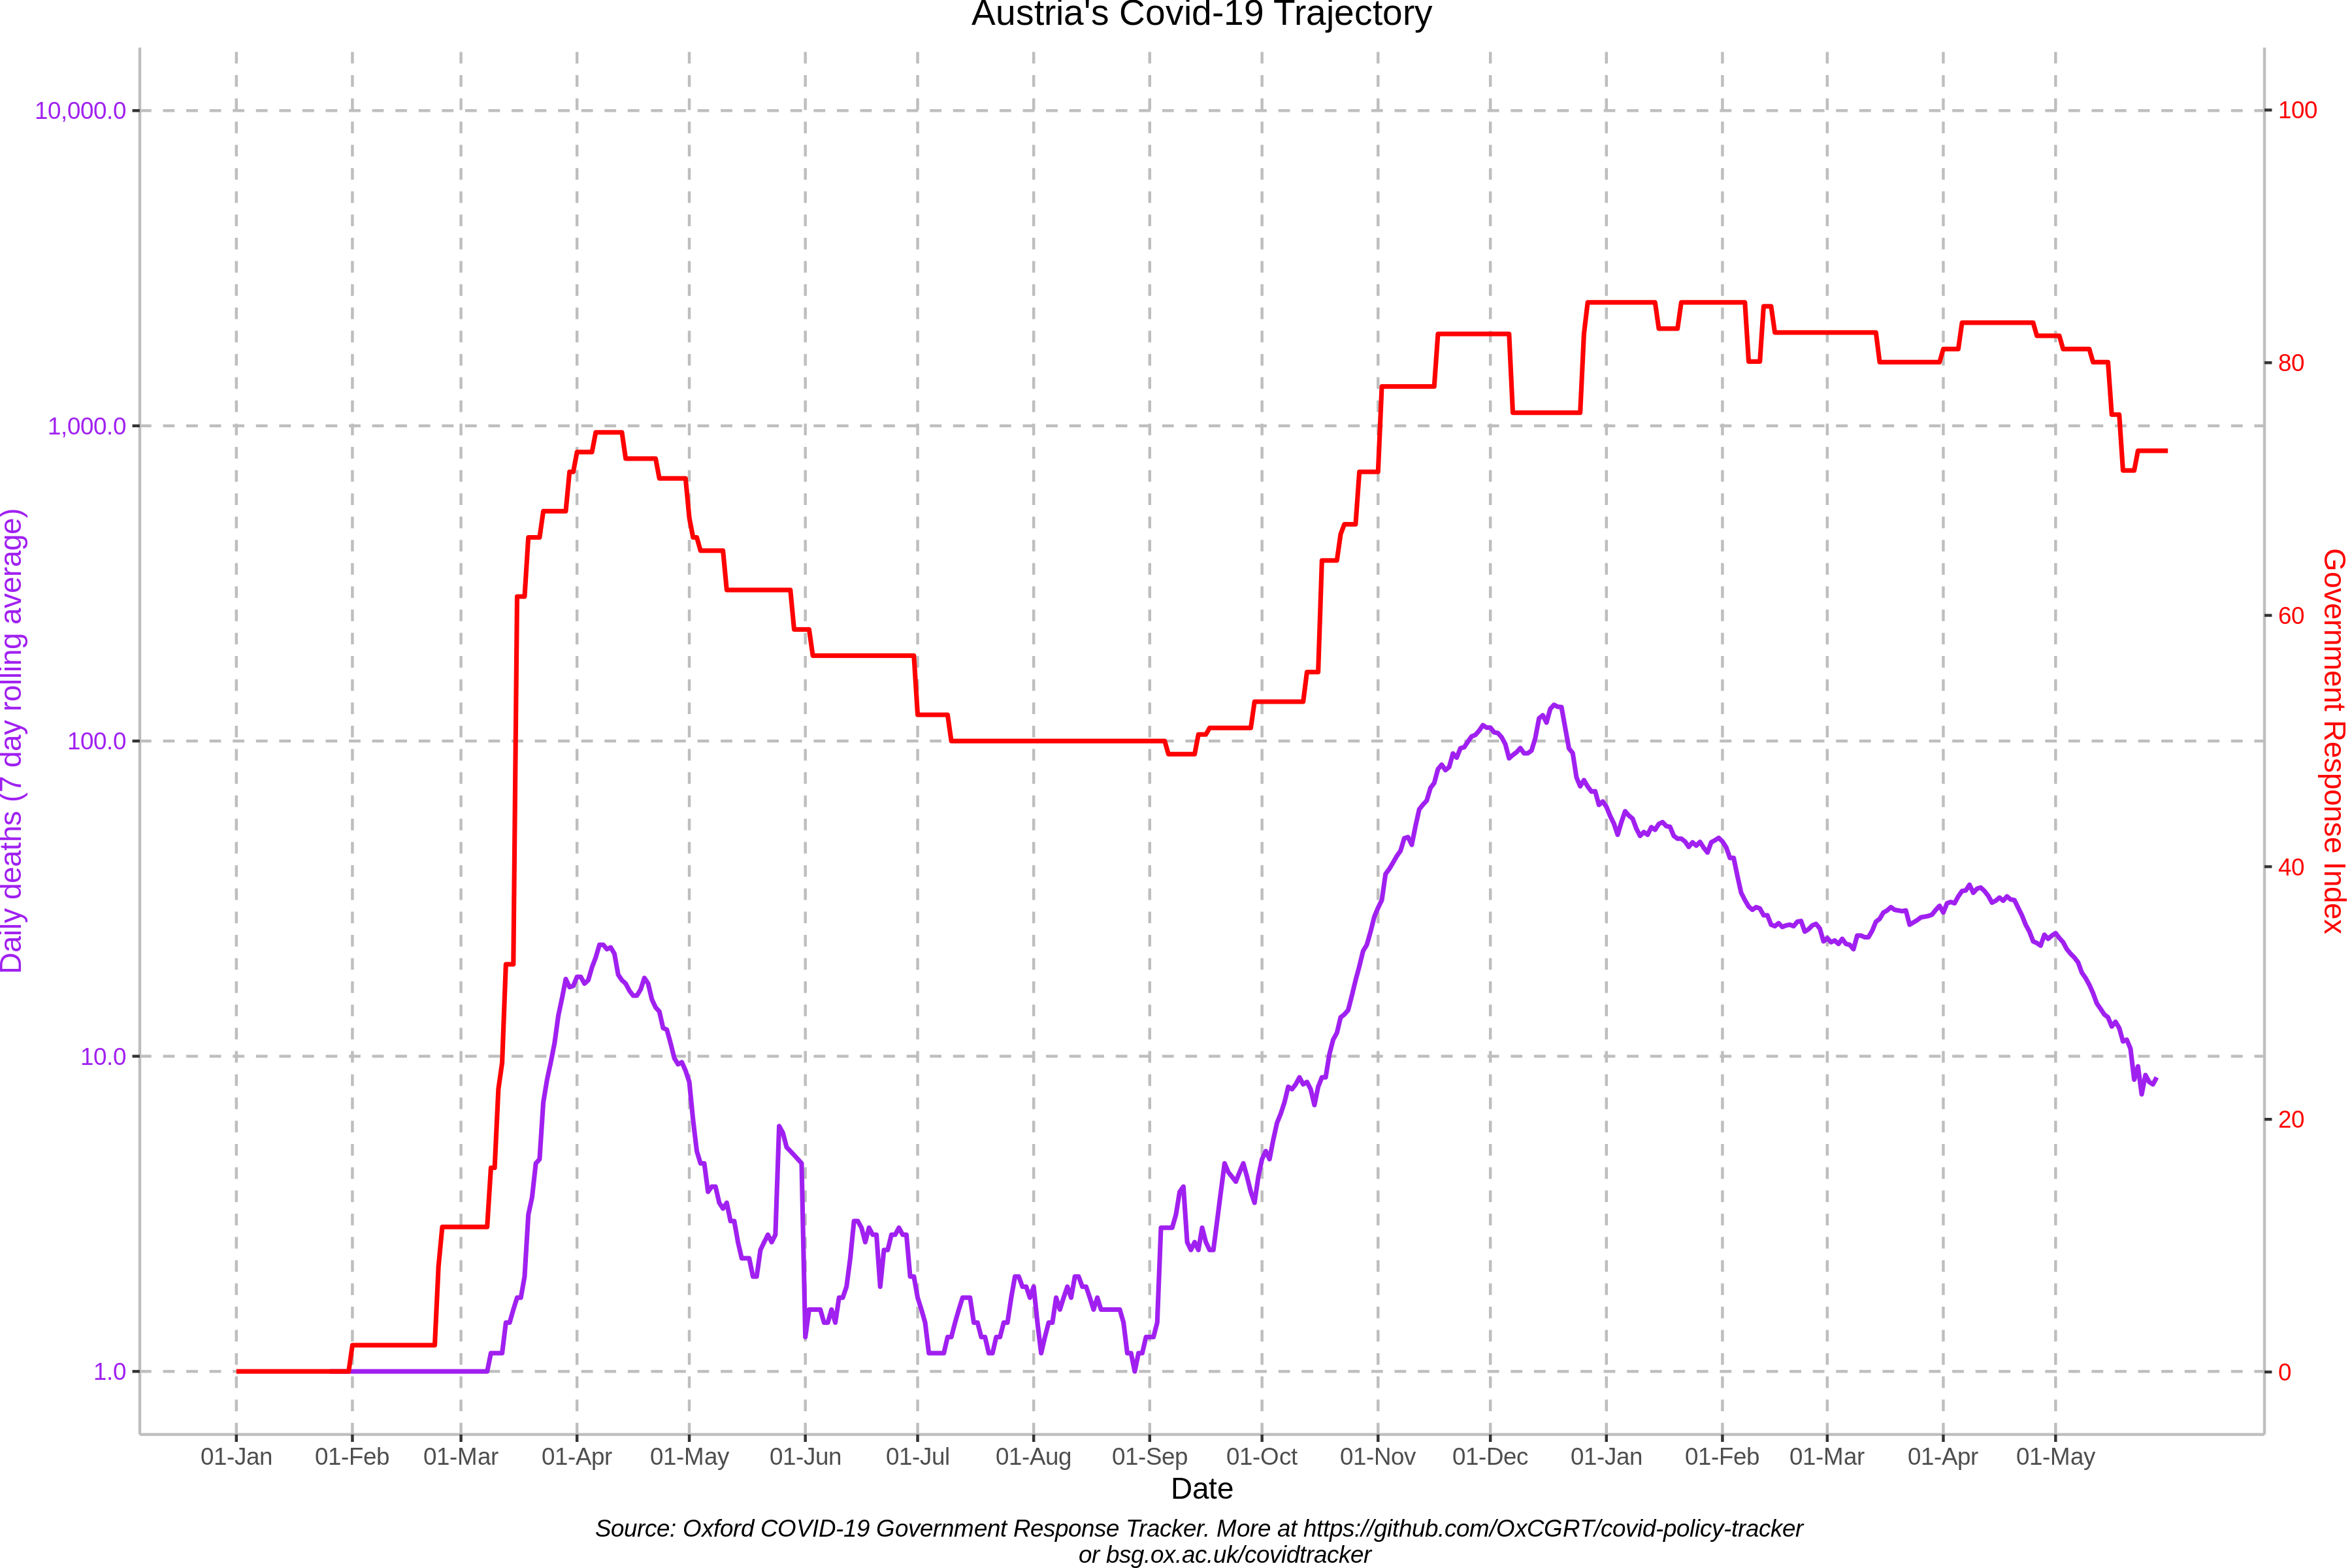 Austria's Covid-19 Trajectory
10,000.0
1,000.0
100.0
10.0
1.0
Daily deaths (7 day rolling average)
100
80
60
40
20
0
Government Response Index
01-Jan 01-Feb 01-Mar 01-Apr 01-May 01-Jun 01-Jul 01-Aug 01-Sep 01-Oct 01-Nov 01-Dec 01-Jan 01-Feb 01-Mar 01-Apr 01-May
Date
Source: Oxford COVID-19 Government Response Tracker. More at https://github.com/OxCGRT/covid-policy-tracker
or bsg.ox.ac.uk/covidtracker